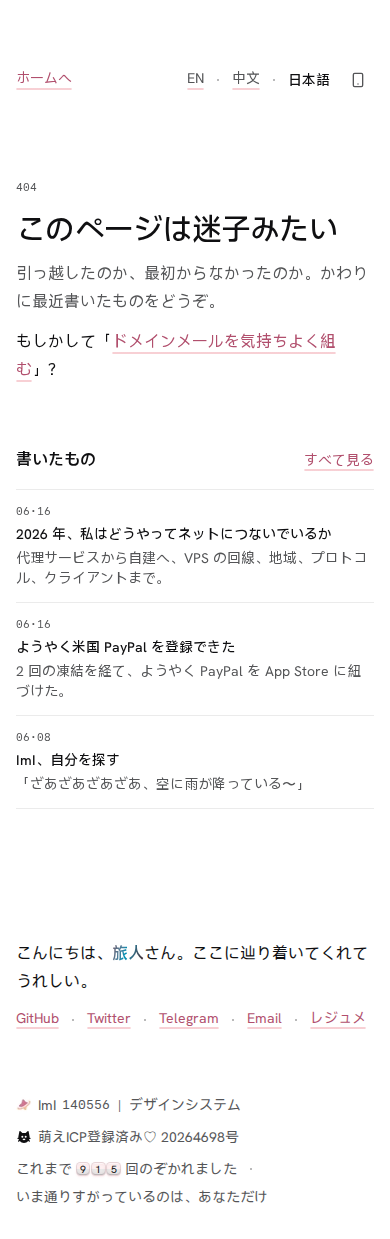 ホームへ EN · 中文 · 日本語
404
このページは迷子みたい
引っ越したのか、最初からなかったのか。かわり
に最近書いたものをどうぞ。
もしかして「ドメインメールを気持ちよく組
む」？
書いたもの すべて見る
06·16
2026 年、私はどうやってネットにつないでいるか
代理サービスから自建へ、VPS の回線、地域、プロトコ
ル、クライアントまで。
06·16
ようやく米国 PayPal を登録できた
2 回の凍結を経て、ようやく PayPal を App Store に紐
づけた。
06·08
Iml、自分を探す
「ざあざあざあざあ、空に雨が降っている〜」
こんにちは、旅人さん。ここに辿り着いてくれて
うれしい。
GitHub · Twitter · Telegram · Email · レジュメ
Iml 140556 | デザインシステム
萌えICP登録済み♡ 20264698号
これまで 915 回のぞかれました ·
いま通りすがっているのは、あなただけ